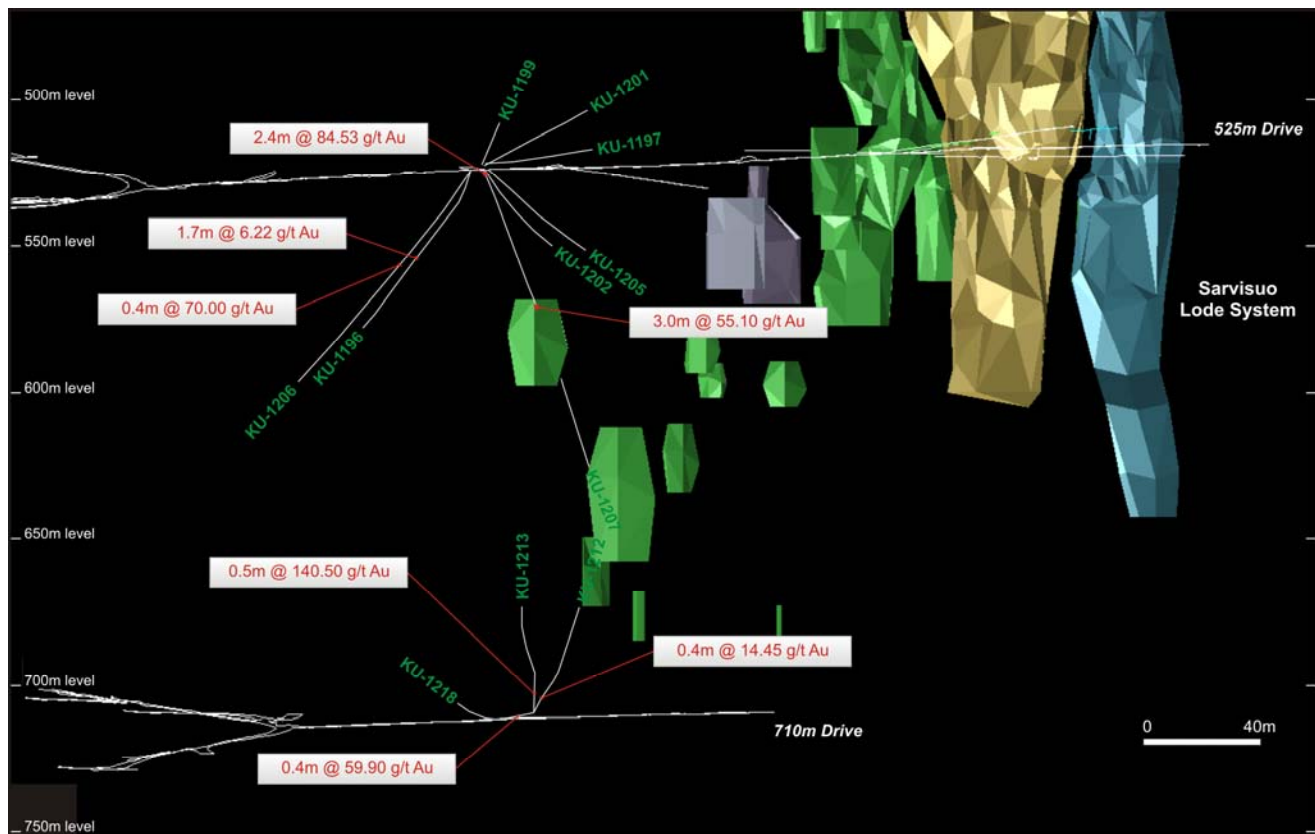 KU-1199
KU-1201
500m level
2.4m @ 84.53 g/t Au
525m Drive
KU-1197
1.7m @ 6.22 g/t Au
550m level
KU-1205
KU-1202
Sarvisuo
Lode System
0.4m @ 70.00 g/t Au
3.0m @ 55.10 g/t Au
KU-1196
KU-1206
600m level
KU-1207
650m level
KU-1213
0.5m @ 140.50 g/t Au
0.4m @ 14.45 g/t Au
700m level
KU-1218
710m Drive
0 40m
0.4m @ 59.90 g/t Au
750m level